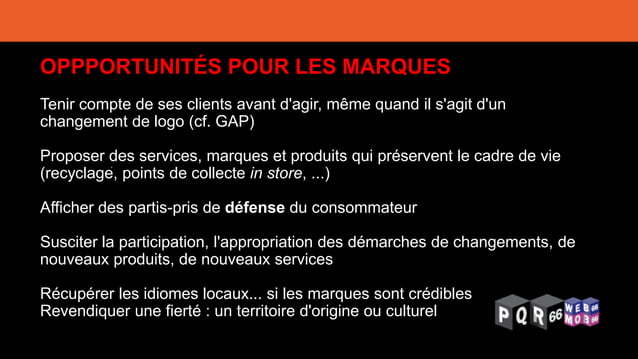 OPPPORTUNITÉS POUR LES MARQUES
Tenir compte de ses clients avant d'agir, même quand il s'agit d'un
changement de logo (cf. GAP)
Proposer des services, marques et produits qui préservent le cadre de vie
(recyclage, points de collecte in store, ...)
Afficher des partis-pris de défense du consommateur
Susciter la participation, l'appropriation des démarches de changements, de
nouveaux produits, de nouveaux services
Récupérer les idiomes locaux... si les marques sont crédibles
Revendiquer une fierté : un territoire d'origine ou culturel
PQR 66
WEB 66
MOB 66